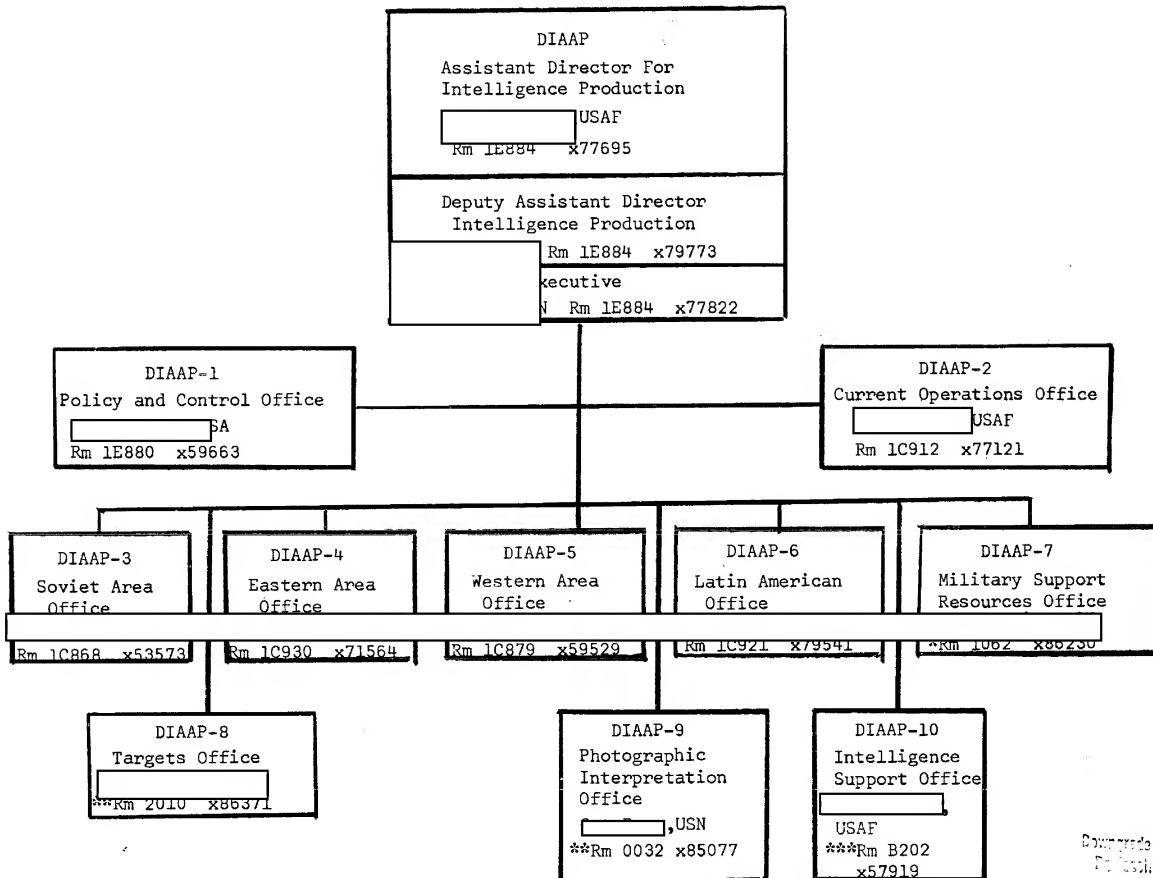 DIAAP
Assistant Director For
Intelligence Production
USAF
Rm 1E884 x77695
Deputy Assistant Director
Intelligence Production
Rm 1E884 x79773
xecutive
N Rm 1E884 x77822
DIAAP-1
Policy and Control Office
SA
Rm 1E880 x59663
DIAAP-2
Current Operations Office
USAF
Rm 1C912 x77121
DIAAP-3
Soviet Area
Office
Rm 1C868 x53573
DIAAP-4
Eastern Area
Office
Rm 1C930 x71564
DIAAP-5
Western Area
Office
Rm 1C879 x59529
DIAAP-6
Latin American
Office
Rm 1C921 x79541
DIAAP-7
Military Support
Resources Office
*Rm 1062 x86230
DIAAP-8
Targets Office
**Rm 2010 x86371
DIAAP-9
Photographic
Interpretation
Office
,USN
**Rm 0032 x85077
DIAAP-10
Intelligence
Support Office
,
USAF
***Rm B202
x57919